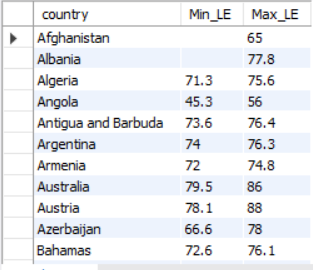 country Min_LE Max_LE
Afghanistan 65
Albania 77.8
Algeria 71.3 75.6
Angola 45.3 56
Antigua and Barbuda 73.6 76.4
Argentina 74 76.3
Armenia 72 74.8
Australia 79.5 86
Austria 78.1 88
Azerbaijan 66.6 78
Bahamas 72.6 76.1